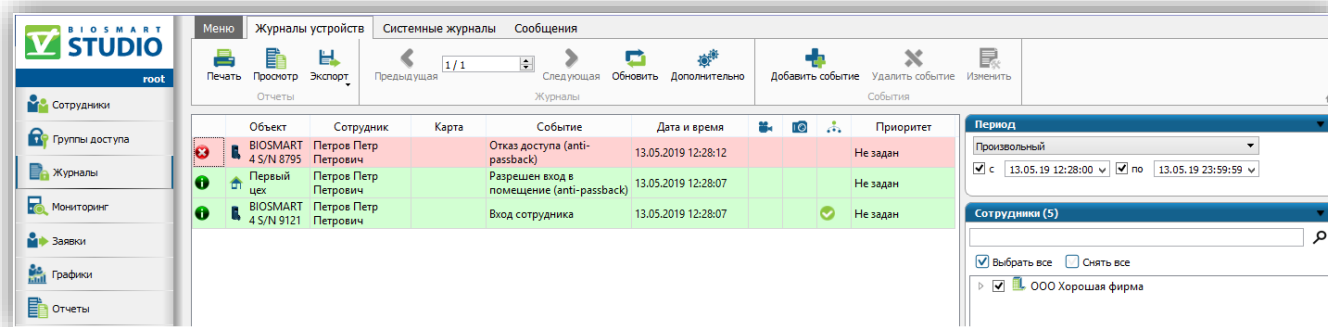 BIOSMART
STUDIO
root
Сотрудники
Группы доступа
Журналы
Мониторинг
Заявки
Графики
Отчеты
Меню Журналы устройств Системные журналы Сообщения
Печать Просмотр Экспорт Предыдущая 1 / 1 Следующая Обновить Дополнительно Добавить событие Удалить событие Изменить
Отчеты Журналы События
Объект Сотрудник Карта Событие Дата и время Приоритет
BIOSMART Петров Петр Отказ доступа (anti-
4 S/N 8795 Петрович passback) 13.05.2019 12:28:12 Не задан
Первый Петров Петр Разрешен вход в
цех Петрович помещение (anti-passback) 13.05.2019 12:28:07 Не задан
BIOSMART Петров Петр
4 S/N 9121 Петрович Вход сотрудника 13.05.2019 12:28:07 Не задан
Период
Произвольный
с 13.05.19 12:28:00 по 13.05.19 23:59:59
Сотрудники (5)
Выбрать все Снять все
ООО Хорошая фирма